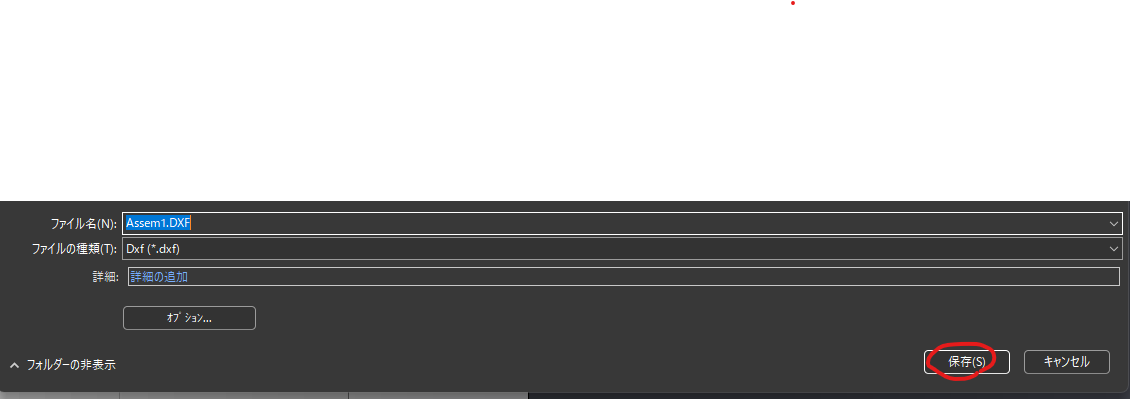 ファイル名(N): Assem1.DXF
ファイルの種類(T): Dxf (*.dxf)
詳細: 詳細の追加
ｵﾌﾟｼｮﾝ...
フォルダーの非表示
保存(S)
キャンセル